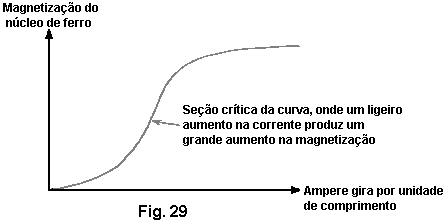 Magnetização do
núcleo de ferro
Seção crítica da curva, onde um ligeiro
aumento na corrente produz um
grande aumento na magnetização
Ampere gira por unidade
de comprimento
Fig. 29